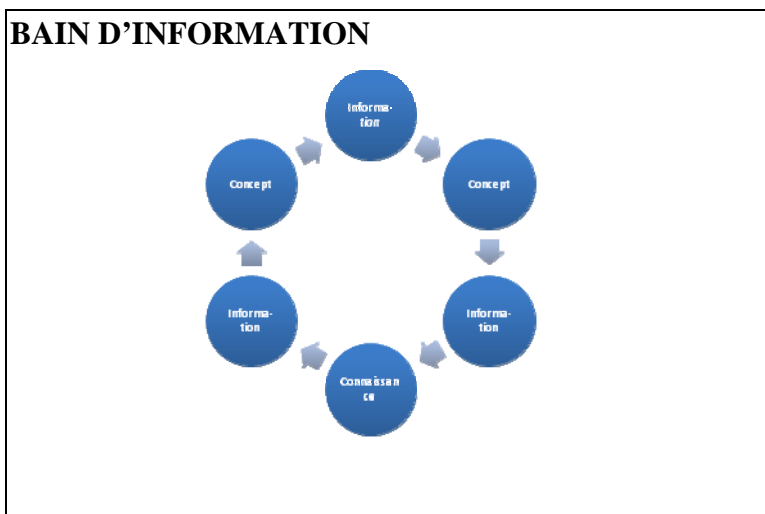 BAIN D’INFORMATION
Informa-
tion
Concept
Concept
Informa-
tion
Informa-
tion
Connaissan
ce